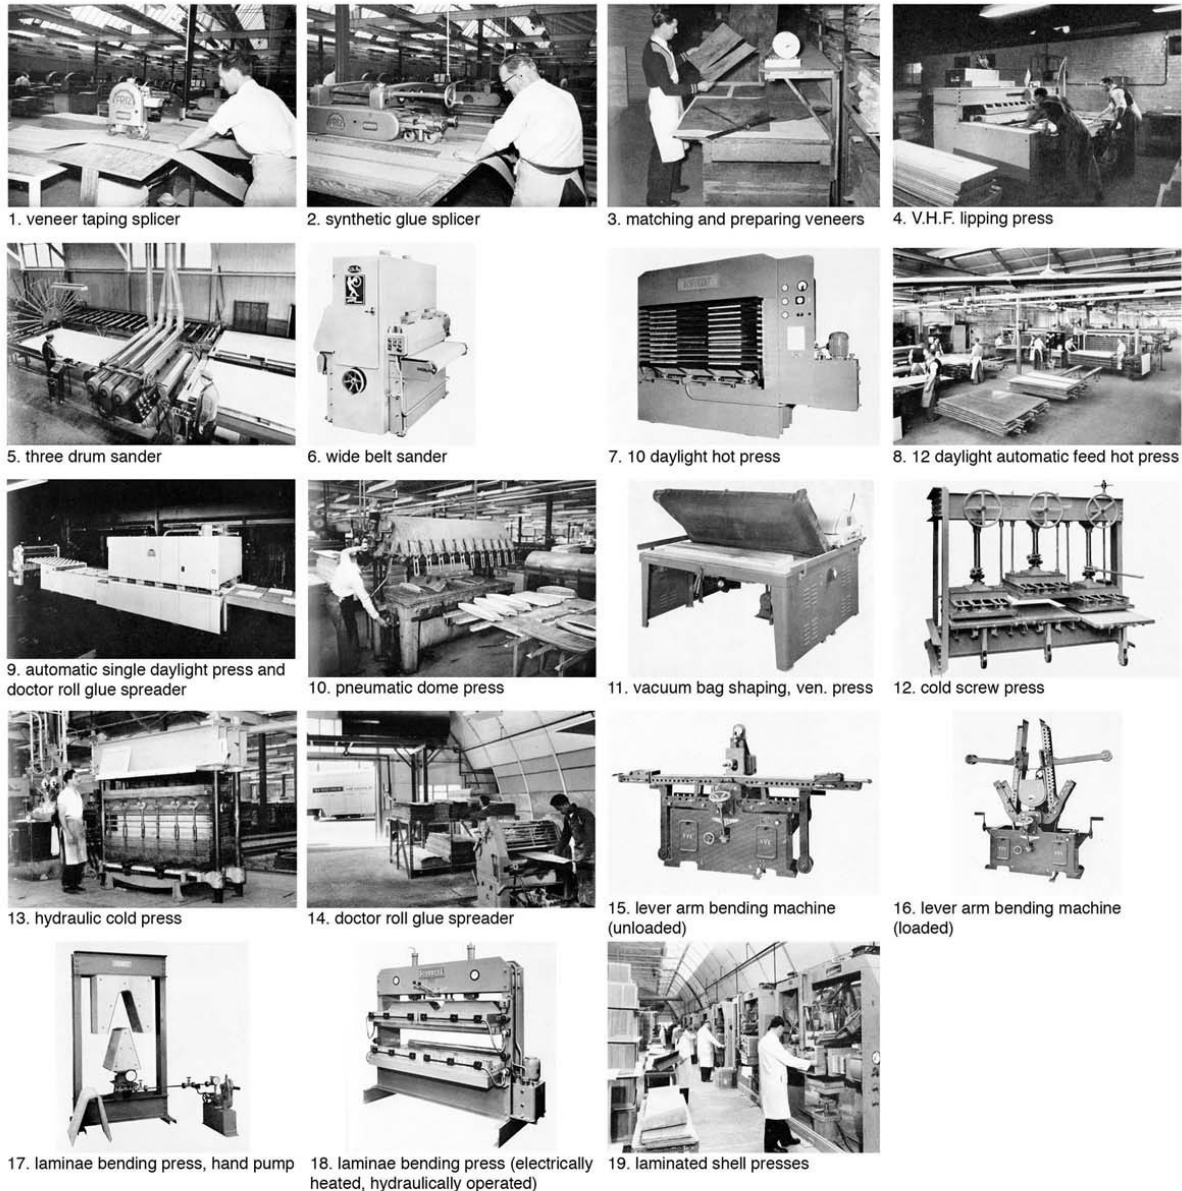 FRIZ
1. veneer taping splicer
2. synthetic glue splicer
3. matching and preparing veneers
4. V.H.F. lipping press
5. three drum sander
6. wide belt sander
7. 10 daylight hot press
8. 12 daylight automatic feed hot press
9. automatic single daylight press and
doctor roll glue spreader
10. pneumatic dome press
11. vacuum bag shaping, ven. press
12. cold screw press
13. hydraulic cold press
14. doctor roll glue spreader
15. lever arm bending machine
(unloaded)
16. lever arm bending machine
(loaded)
17. laminae bending press, hand pump
18. laminae bending press (electrically
heated, hydraulically operated)
19. laminated shell presses